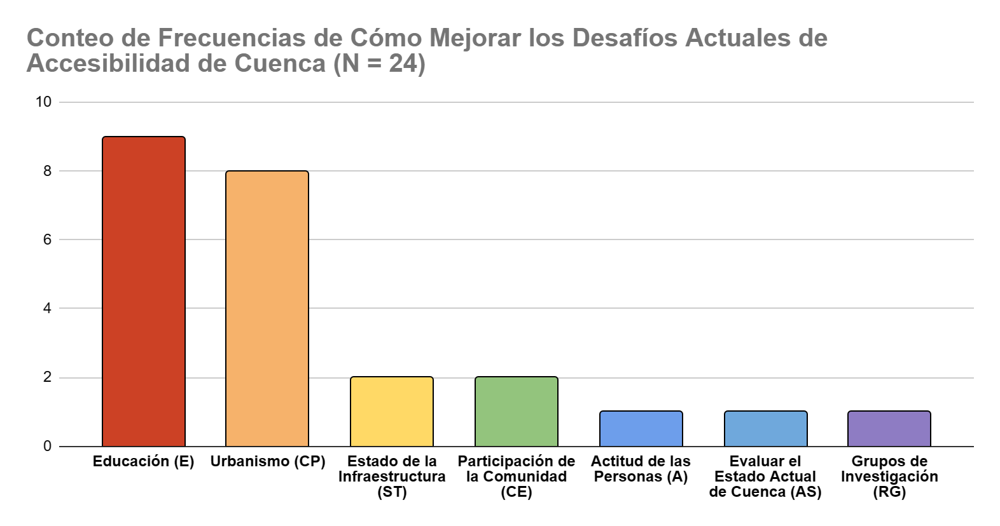 Conteo de Frecuencias de Cómo Mejorar los Desafíos Actuales de
Accesibilidad de Cuenca (N = 24)
10
8
6
4
2
0
Educación (E)
Urbanismo (CP)
Estado de la
Infraestructura
(ST)
Participación de
la Comunidad
(CE)
Actitud de las
Personas (A)
Evaluar el
Estado Actual
de Cuenca (AS)
Grupos de
Investigación
(RG)